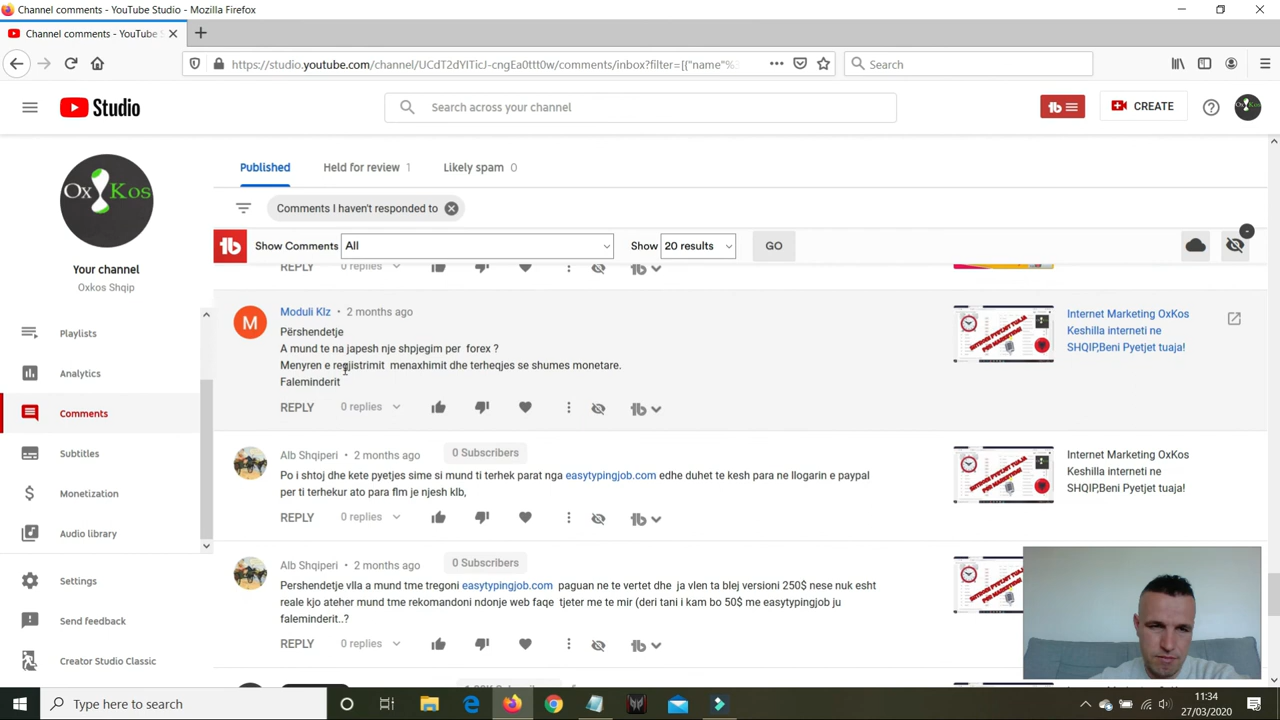 Channel comments - YouTube Studio - Mozilla Firefox
Channel comments - YouTube S
https://studio.youtube.com/channel/UCdT2dYITicJ-cngEa0ttt0w/comments/inbox?filter=[{"name"%
Search
Studio
Search across your channel
CREATE
OxKos
Ox Kos
Your channel
Oxkos Shqip
Playlists
Analytics
Comments
Subtitles
Monetization
Audio library
Settings
Send feedback
Creator Studio Classic
Published
Held for review 1
Likely spam 0
Comments I haven't responded to
Show Comments All Show 20 results GO
REPLY 0 replies
M
Moduli Klz • 2 months ago
Përshendetje
A mund te na japesh nje shpjegim per forex ?
Menyren e regjistrimit menaxhimit dhe terheqjes se shumes monetare.
Faleminderit
REPLY 0 replies
Internet Marketing OxKos
Keshilla interneti ne
SHQIP,Beni Pyetjet tuaja!
Alb Shqiperi • 2 months ago 0 Subscribers
Po i shtoj dhe kete pyetjes sime si mund ti terhek parat nga easytypingjob.com edhe duhet te kesh para ne llogarin e paypal
per ti terhekur ato para flm je njesh klb,
REPLY 0 replies
Internet Marketing OxKos
Keshilla interneti ne
SHQIP,Beni Pyetjet tuaja!
Alb Shqiperi • 2 months ago 0 Subscribers
Pershendetje vlla a mund tme tregoni easytypingjob.com paguan ne te vertet dhe ja vlen ta blej versioni 250$ nese nuk esht
reale kjo ateher mund tme rekomandoni ndonje web faqe tjeter me te mir (deri tani i kam bo 50$ me easytypingjob ju
faleminderit..?
REPLY 0 replies
Type here to search
11:34
27/03/2020